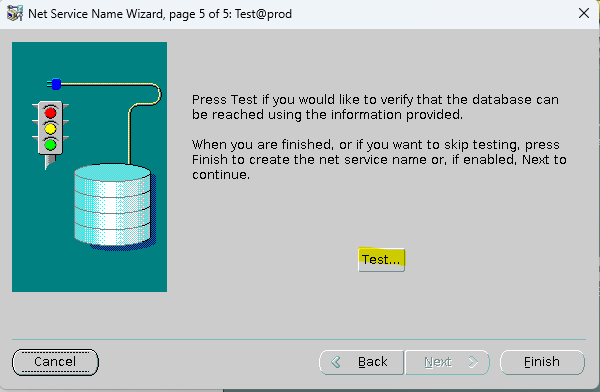 Net Service Name Wizard, page 5 of 5: Test@prod
Press Test if you would like to verify that the database can
be reached using the information provided.
When you are finished, or if you want to skip testing, press
Finish to create the net service name or, if enabled, Next to
continue.
Test...
Cancel
Back
Next
Finish